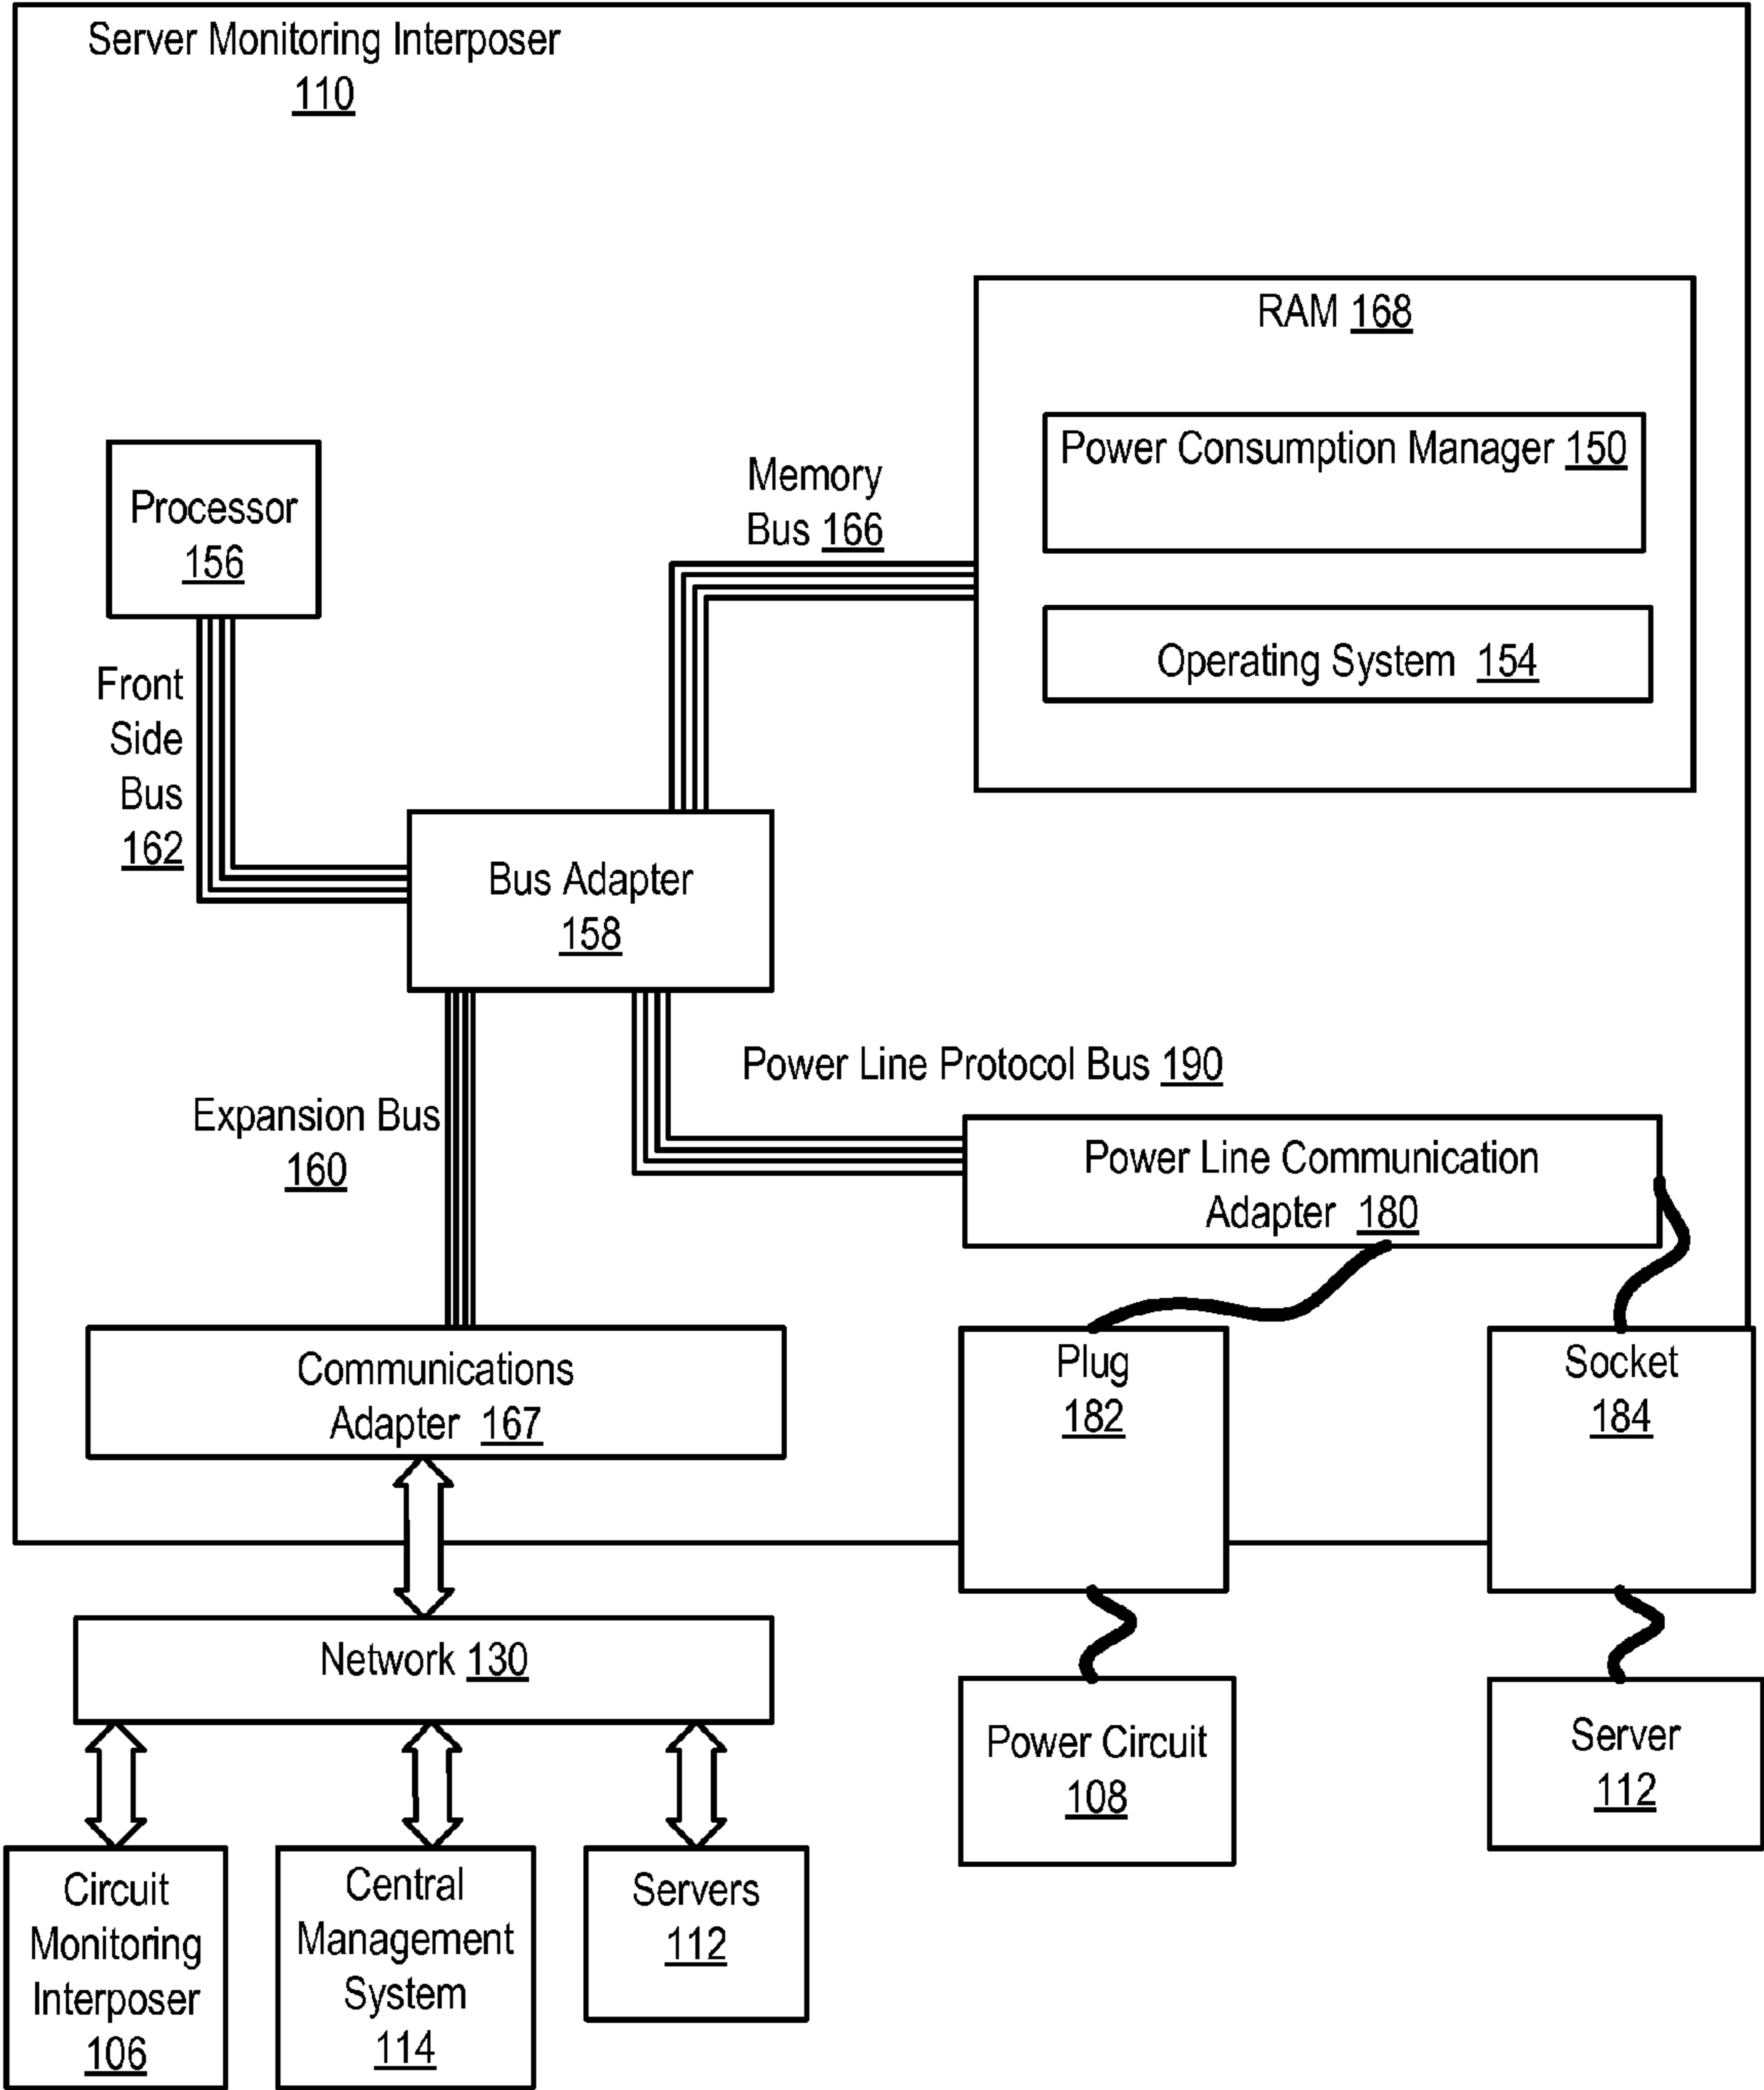 Server Monitoring Interposer
110
RAM 168
Power Consumption Manager 150
Operating System 154
Memory
Bus 166
Processor
156
Front
Side
Bus
162
Bus Adapter
158
Power Line Protocol Bus 190
Expansion Bus
160
Power Line Communication
Adapter 180
Communications
Adapter 167
Plug
182
Socket
184
Network 130
Power Circuit
108
Server
112
Circuit
Monitoring
Interposer
106
Central
Management
System
114
Servers
112